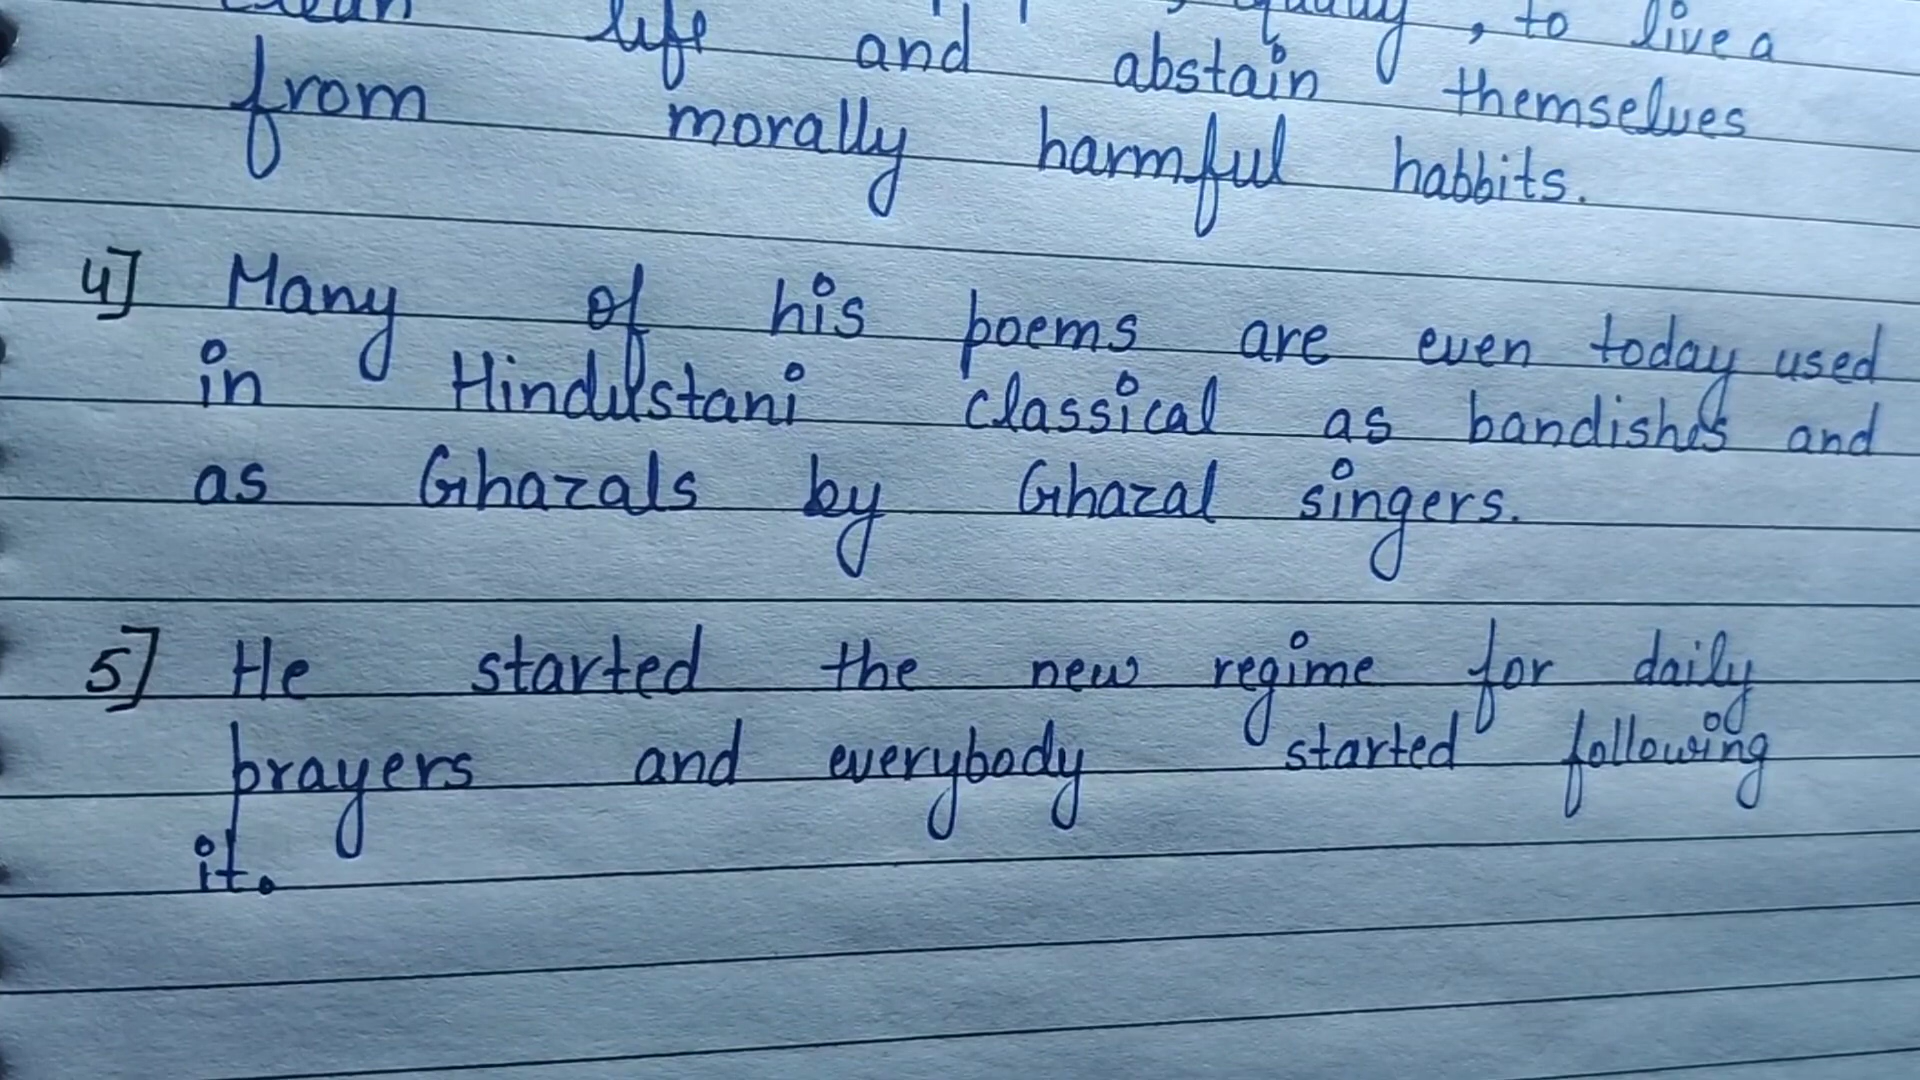 , to live a
life and abstain themselves
from morally harmful habbits.
4] Many of his poems are even today used
in Hindustani classical as bandishes and
as Ghazals by Ghazal singers.
5] He started the new regime for daily
prayers and everybody started following
it.